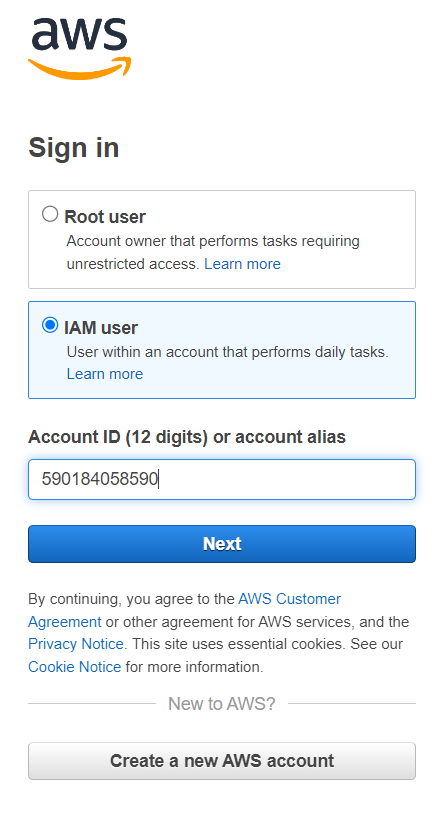 aws
Sign in
Root user
Account owner that performs tasks requiring
unrestricted access. Learn more
IAM user
User within an account that performs daily tasks.
Learn more
Account ID (12 digits) or account alias
590184058590
Next
By continuing, you agree to the AWS Customer
Agreement or other agreement for AWS services, and the
Privacy Notice. This site uses essential cookies. See our
Cookie Notice for more information.
New to AWS?
Create a new AWS account